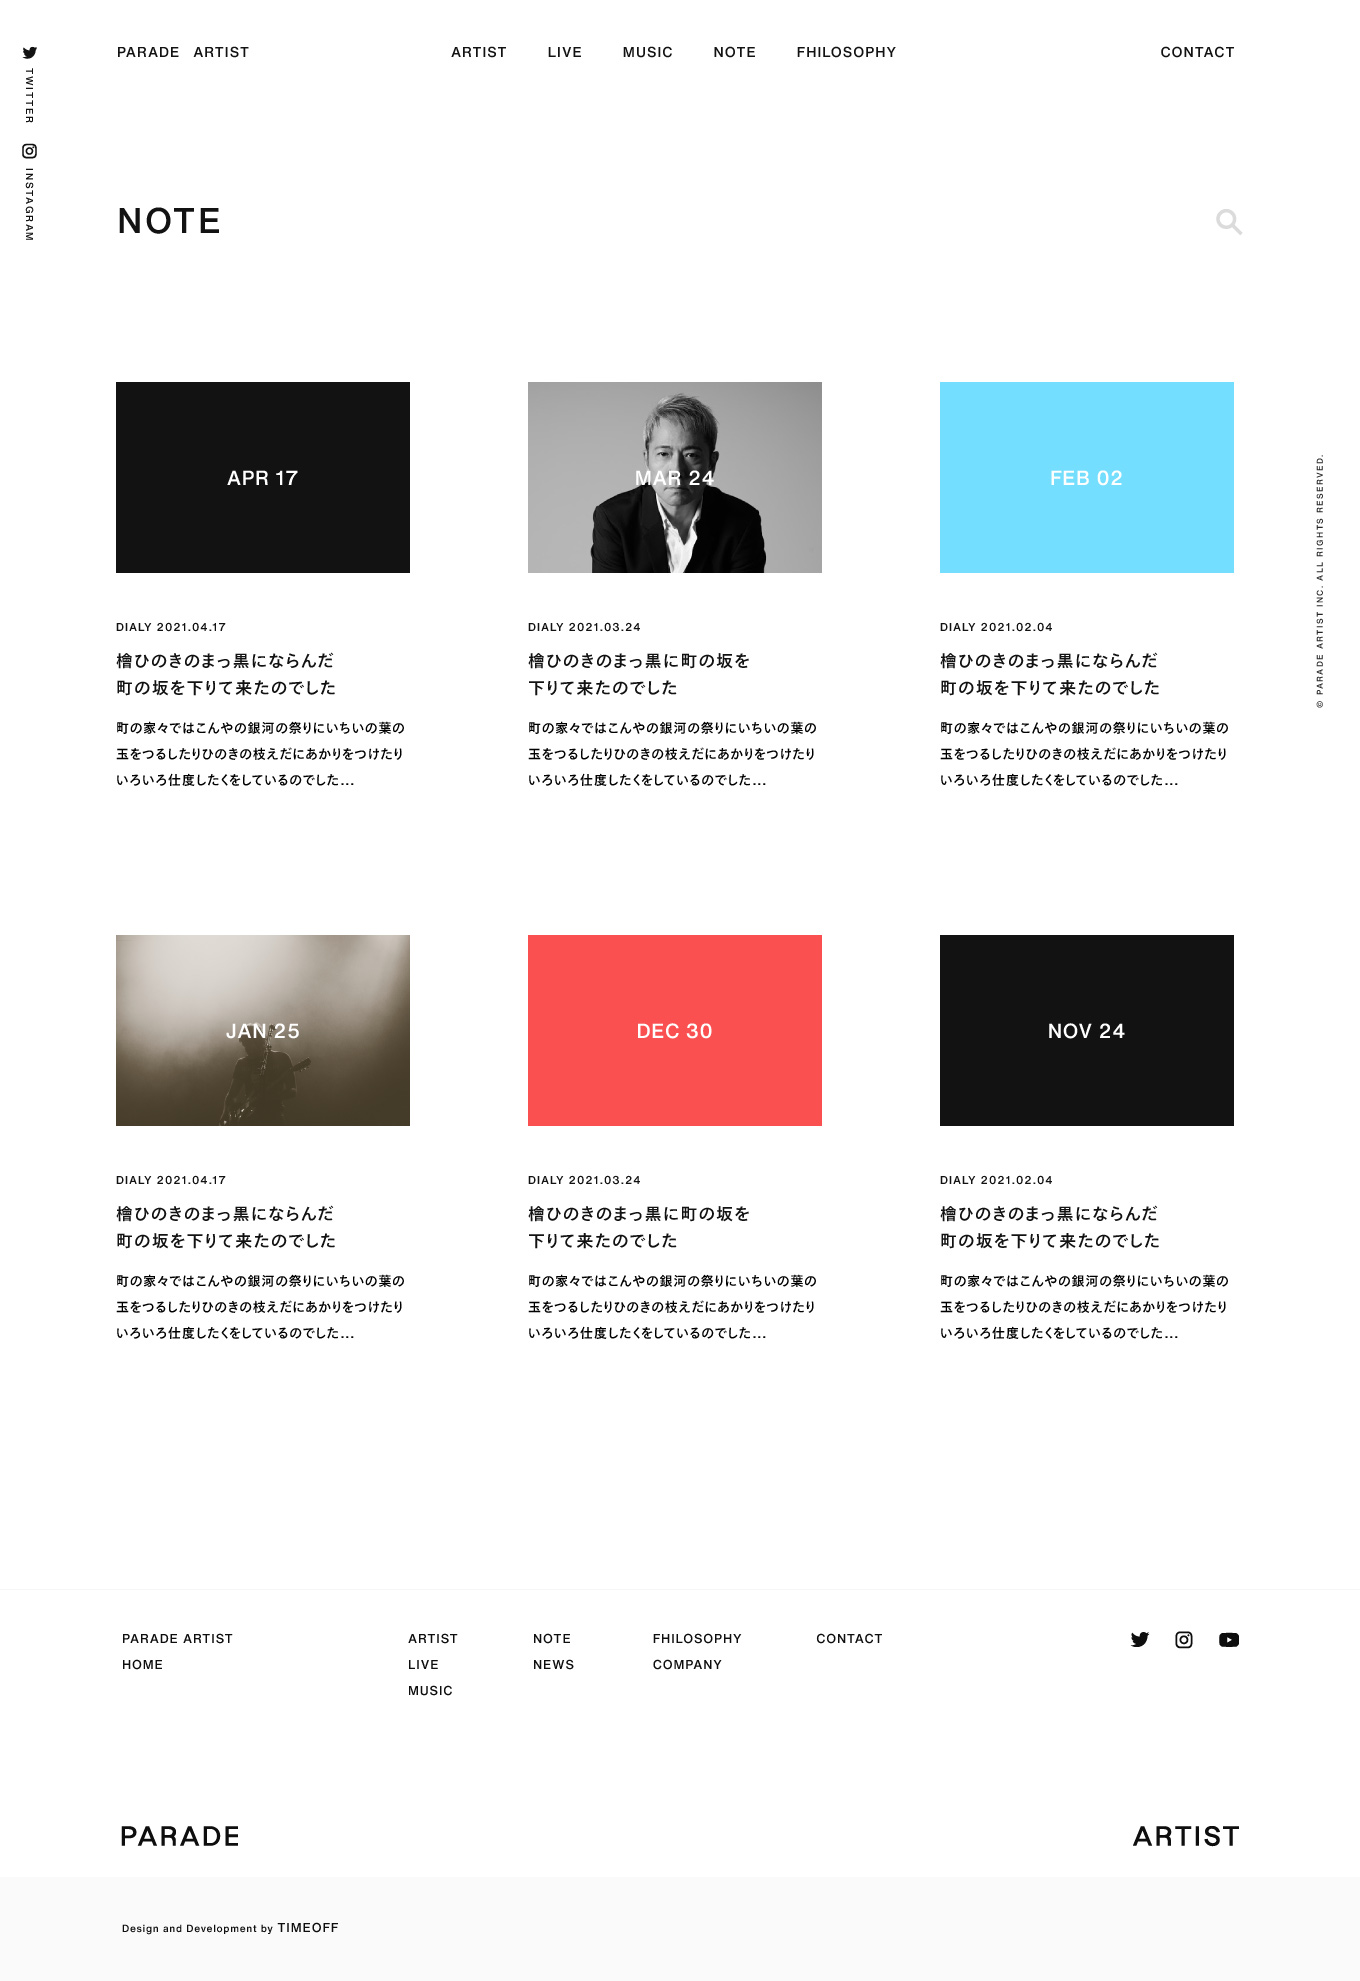 PARADE ARTIST
ARTIST
LIVE
MUSIC
NOTE
FHILOSOPHY
CONTACT
TWITTER
INSTAGRAM
NOTE
© PARADE ARTIST INC. ALL RIGHTS RESERVED.
APR 17
DIALY 2021.04.17
檜ひのきのまっ黒にならんだ
町の坂を下りて来たのでした
町の家々ではこんやの銀河の祭りにいちいの葉の
玉をつるしたりひのきの枝えだにあかりをつけたり
いろいろ仕度したくをしているのでした...
MAR 24
DIALY 2021.03.24
檜ひのきのまっ黒に町の坂を
下りて来たのでした
町の家々ではこんやの銀河の祭りにいちいの葉の
玉をつるしたりひのきの枝えだにあかりをつけたり
いろいろ仕度したくをしているのでした...
FEB 02
DIALY 2021.02.04
檜ひのきのまっ黒にならんだ
町の坂を下りて来たのでした
町の家々ではこんやの銀河の祭りにいちいの葉の
玉をつるしたりひのきの枝えだにあかりをつけたり
いろいろ仕度したくをしているのでした...
JAN 25
DIALY 2021.04.17
檜ひのきのまっ黒にならんだ
町の坂を下りて来たのでした
町の家々ではこんやの銀河の祭りにいちいの葉の
玉をつるしたりひのきの枝えだにあかりをつけたり
いろいろ仕度したくをしているのでした...
DEC 30
DIALY 2021.03.24
檜ひのきのまっ黒に町の坂を
下りて来たのでした
町の家々ではこんやの銀河の祭りにいちいの葉の
玉をつるしたりひのきの枝えだにあかりをつけたり
いろいろ仕度したくをしているのでした...
NOV 24
DIALY 2021.02.04
檜ひのきのまっ黒にならんだ
町の坂を下りて来たのでした
町の家々ではこんやの銀河の祭りにいちいの葉の
玉をつるしたりひのきの枝えだにあかりをつけたり
いろいろ仕度したくをしているのでした...
PARADE ARTIST
HOME
ARTIST
LIVE
MUSIC
NOTE
NEWS
FHILOSOPHY
COMPANY
CONTACT
PARADE
ARTIST
Design and Development by TIMEOFF